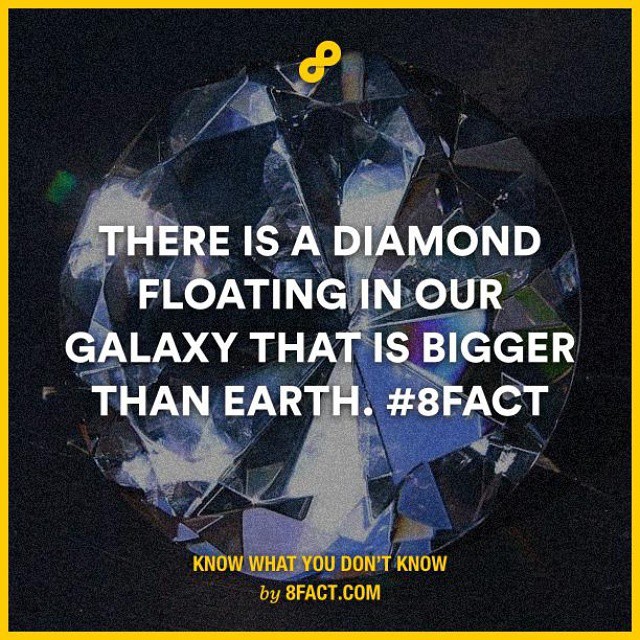 THERE IS A DIAMOND
FLOATING IN OUR
GALAXY THAT IS BIGGER
THAN EARTH. #8FACT
KNOW WHAT YOU DON'T KNOW
by 8FACT.COM